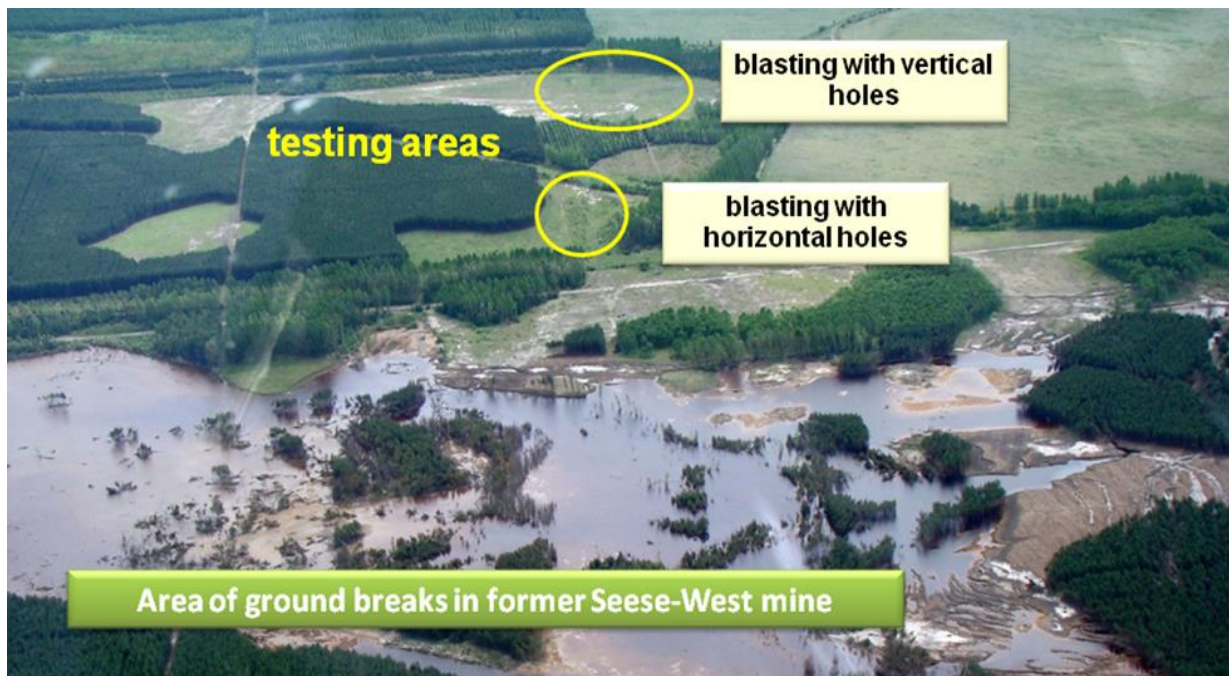 blasting with vertical
holes
testing areas
blasting with
horizontal holes
Area of ground breaks in former Seese-West mine